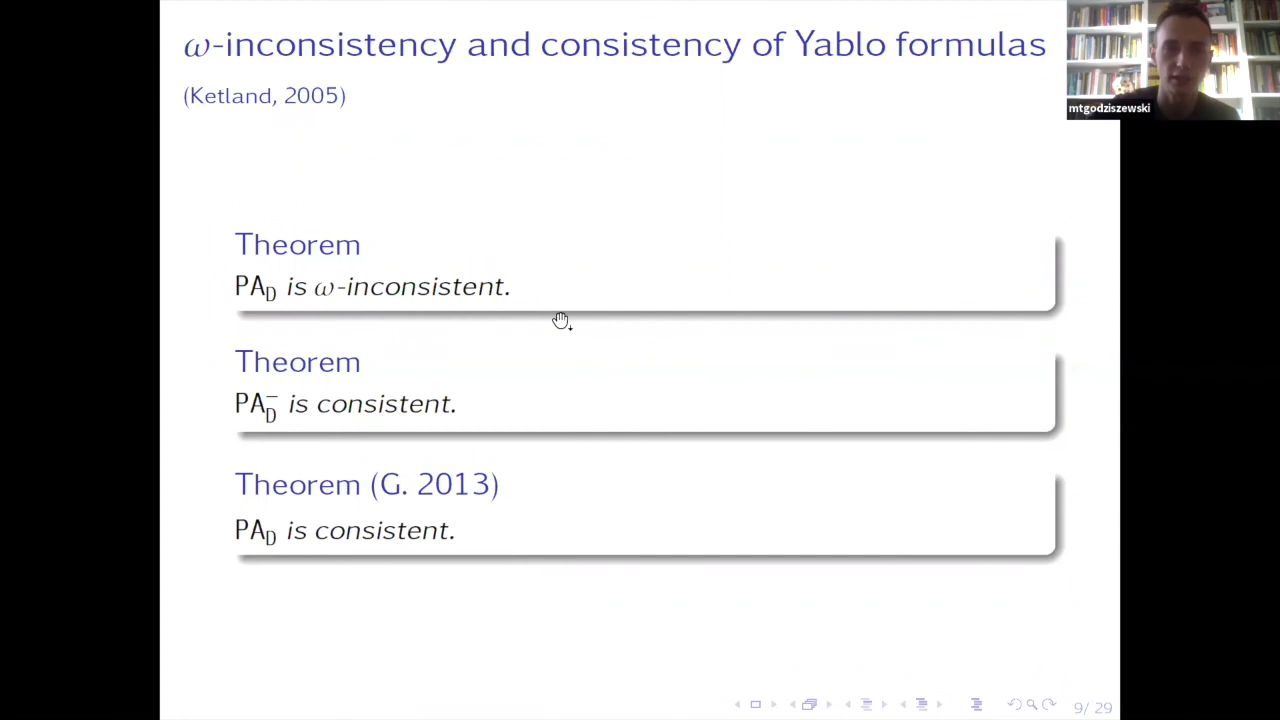 ω-inconsistency and consistency of Yablo formulas
(Ketland, 2005)
mtgodziszewski
Theorem
PA_D is ω-inconsistent.
Theorem
PA_D^− is consistent.
Theorem (G. 2013)
PA_D is consistent.
9/29